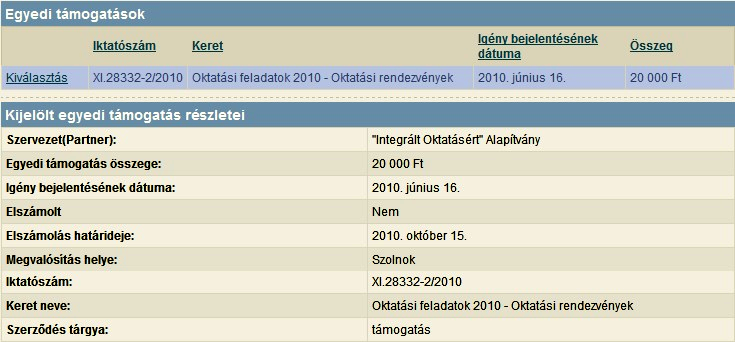 Egyedi támogatások
Iktatószám Keret Igény bejelentésének dátuma Összeg
Kiválasztás XI.28332-2/2010 Oktatási feladatok 2010 - Oktatási rendezvények 2010. június 16. 20 000 Ft
Kijelölt egyedi támogatás részletei
Szervezet(Partner): "Integrált Oktatásért" Alapítvány
Egyedi támogatás összege: 20 000 Ft
Igény bejelentésének dátuma: 2010. június 16.
Elszámolt Nem
Elszámolás határideje: 2010. október 15.
Megvalósítás helye: Szolnok
Iktatószám: XI.28332-2/2010
Keret neve: Oktatási feladatok 2010 - Oktatási rendezvények
Szerződés tárgya: támogatás